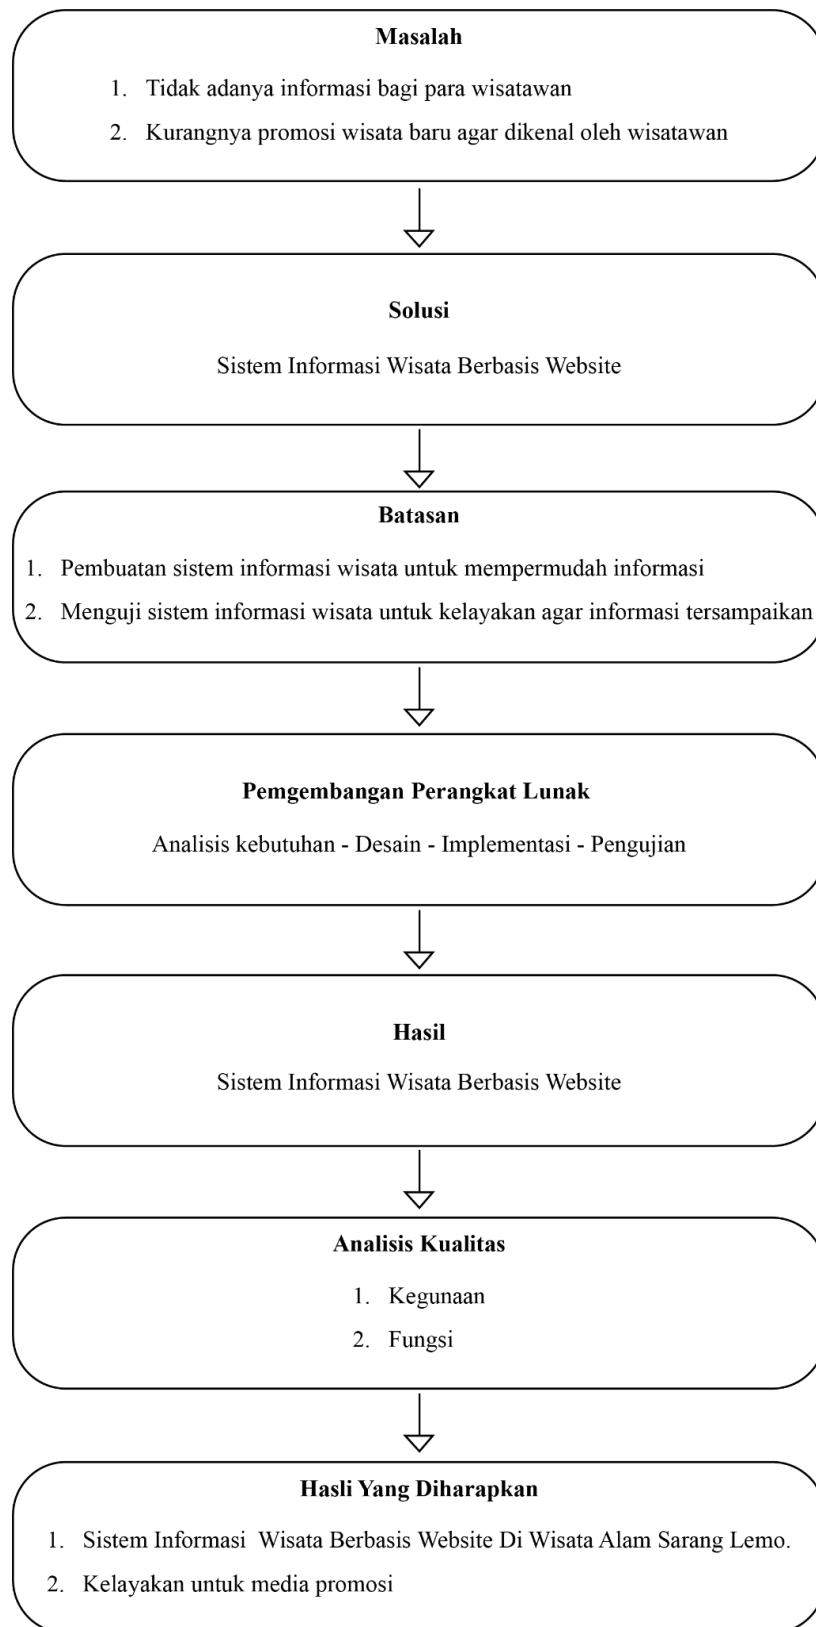 Masalah
1. Tidak adanya informasi bagi para wisatawan
2. Kurangnya promosi wisata baru agar dikenal oleh wisatawan
Solusi
Sistem Informasi Wisata Berbasis Website
Batasan
1. Pembuatan sistem informasi wisata untuk mempermudah informasi
2. Menguji sistem informasi wisata untuk kelayakan agar informasi tersampaikan
Pemgembangan Perangkat Lunak
Analisis kebutuhan - Desain - Implementasi - Pengujian
Hasil
Sistem Informasi Wisata Berbasis Website
Analisis Kualitas
1. Kegunaan
2. Fungsi
Hasli Yang Diharapkan
1. Sistem Informasi Wisata Berbasis Website Di Wisata Alam Sarang Lemo.
2. Kelayakan untuk media promosi